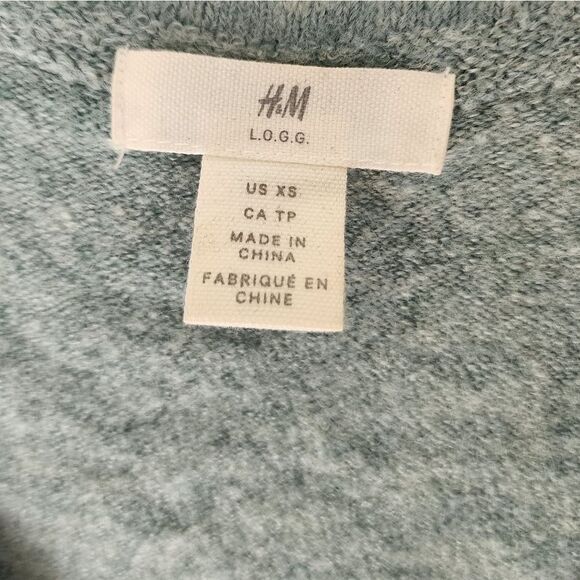 H&M
L.O.G.G.
US XS
CA TP
MADE IN
CHINA
FABRIQUÉ EN
CHINE